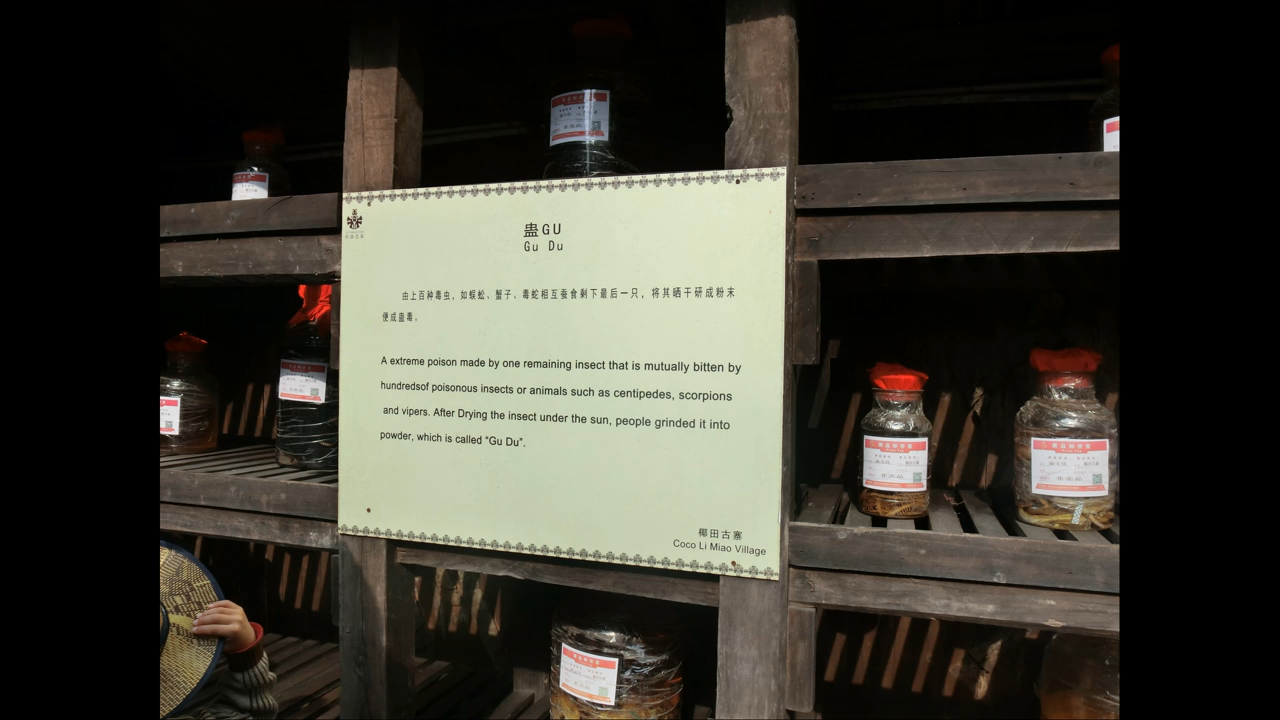 蛊GU
Gu Du
由上百种毒虫，如蜈蚣、蟹子、毒蛇相互蚕食剩下最后一只，将其晒干研成粉末
便成蛊毒。
A extreme poison made by one remaining insect that is mutually bitten by
hundredsof poisonous insects or animals such as centipedes, scorpions
and vipers. After Drying the insect under the sun, people grinded it into
powder, which is called “Gu Du”.
椰田古寨
Coco Li Miao Village